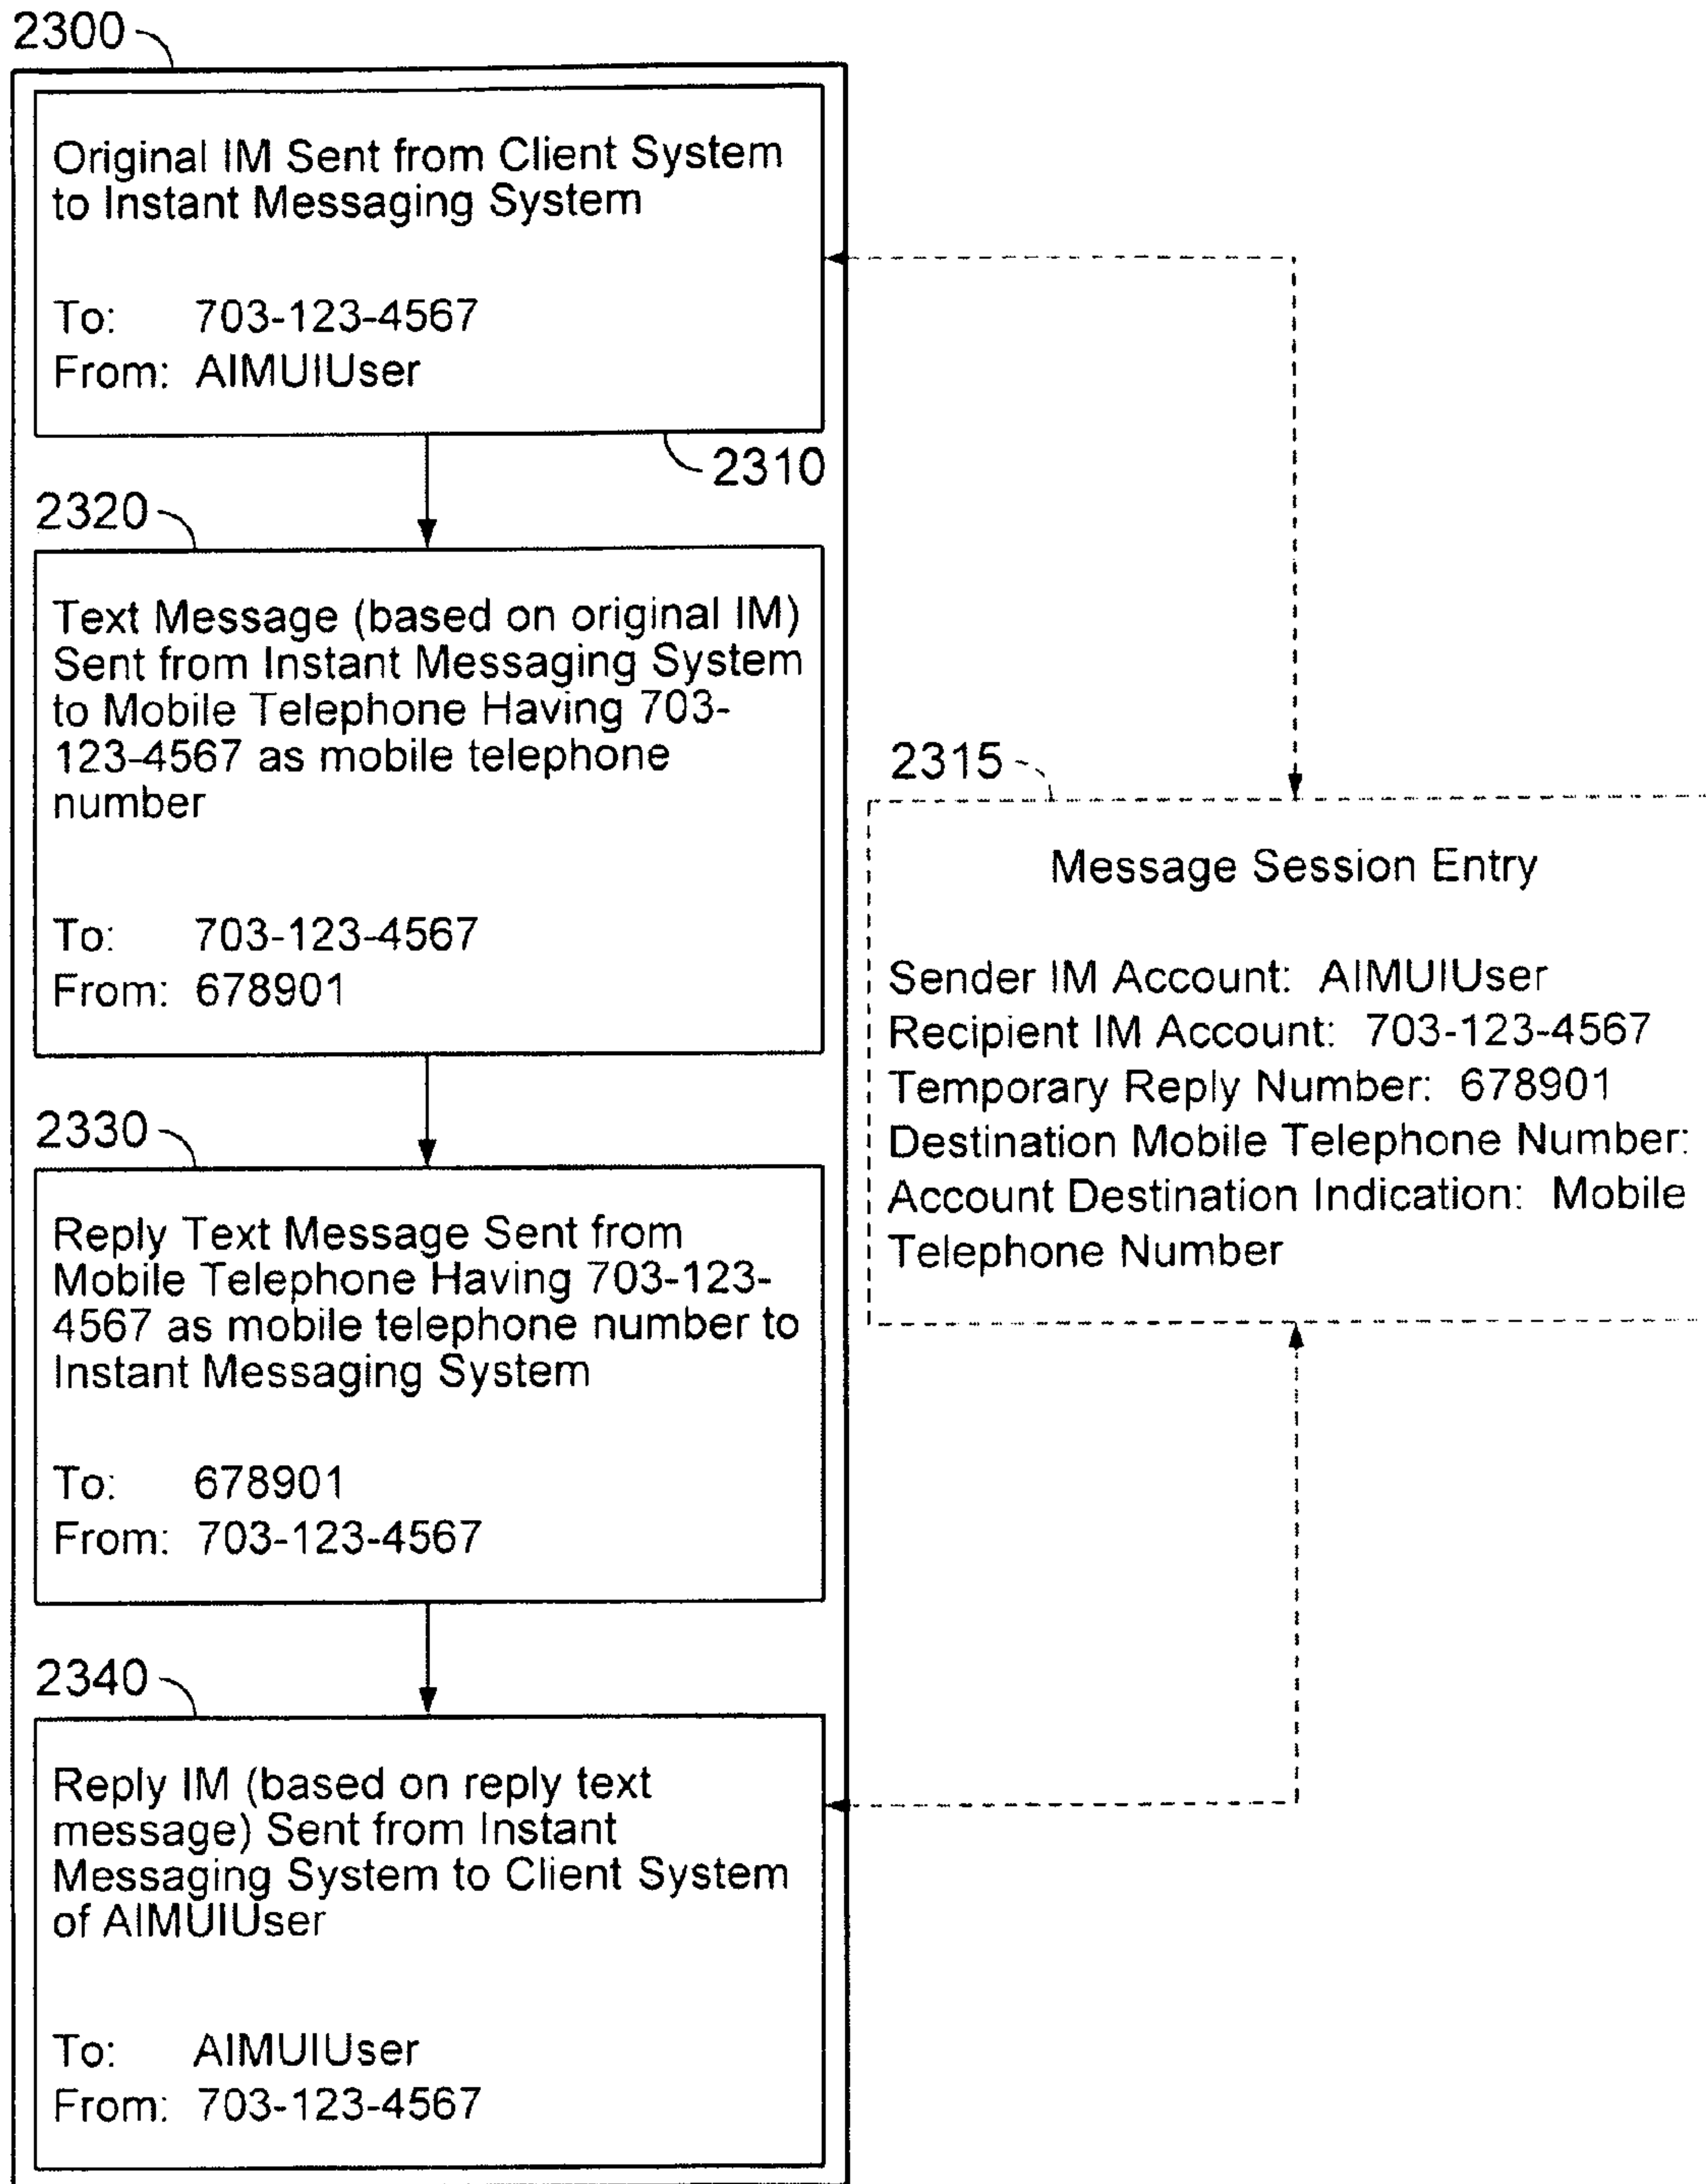 2300
Original IM Sent from Client System
to Instant Messaging System
To: 703-123-4567
From: AIMUIUser
2310
2320
Text Message (based on original IM)
Sent from Instant Messaging System
to Mobile Telephone Having 703-
123-4567 as mobile telephone
number
To: 703-123-4567
From: 678901
2315
Message Session Entry
Sender IM Account: AIMUIUser
Recipient IM Account: 703-123-4567
Temporary Reply Number: 678901
Destination Mobile Telephone Number:
Account Destination Indication: Mobile
Telephone Number
2330
Reply Text Message Sent from
Mobile Telephone Having 703-123-
4567 as mobile telephone number to
Instant Messaging System
To: 678901
From: 703-123-4567
2340
Reply IM (based on reply text
message) Sent from Instant
Messaging System to Client System
of AIMUIUser
To: AIMUIUser
From: 703-123-4567